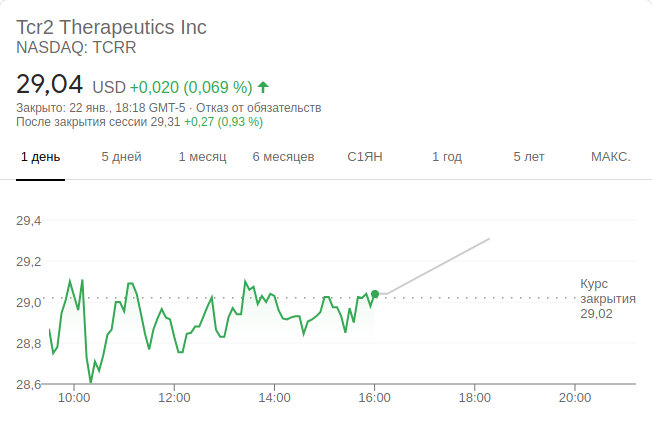 Tcr2 Therapeutics Inc
NASDAQ: TCRR
29,04 USD +0,020 (0,069 %)
Закрыто: 22 янв., 18:18 GMT-5 · Отказ от обязательств
После закрытия сессии 29,31 +0,27 (0,93 %)
1 день 5 дней 1 месяц 6 месяцев С1ЯН 1 год 5 лет МАКС.
29,4
29,2
29,0
28,8
28,6
Курс
закрытия
29,02
10:00 12:00 14:00 16:00 18:00 20:00